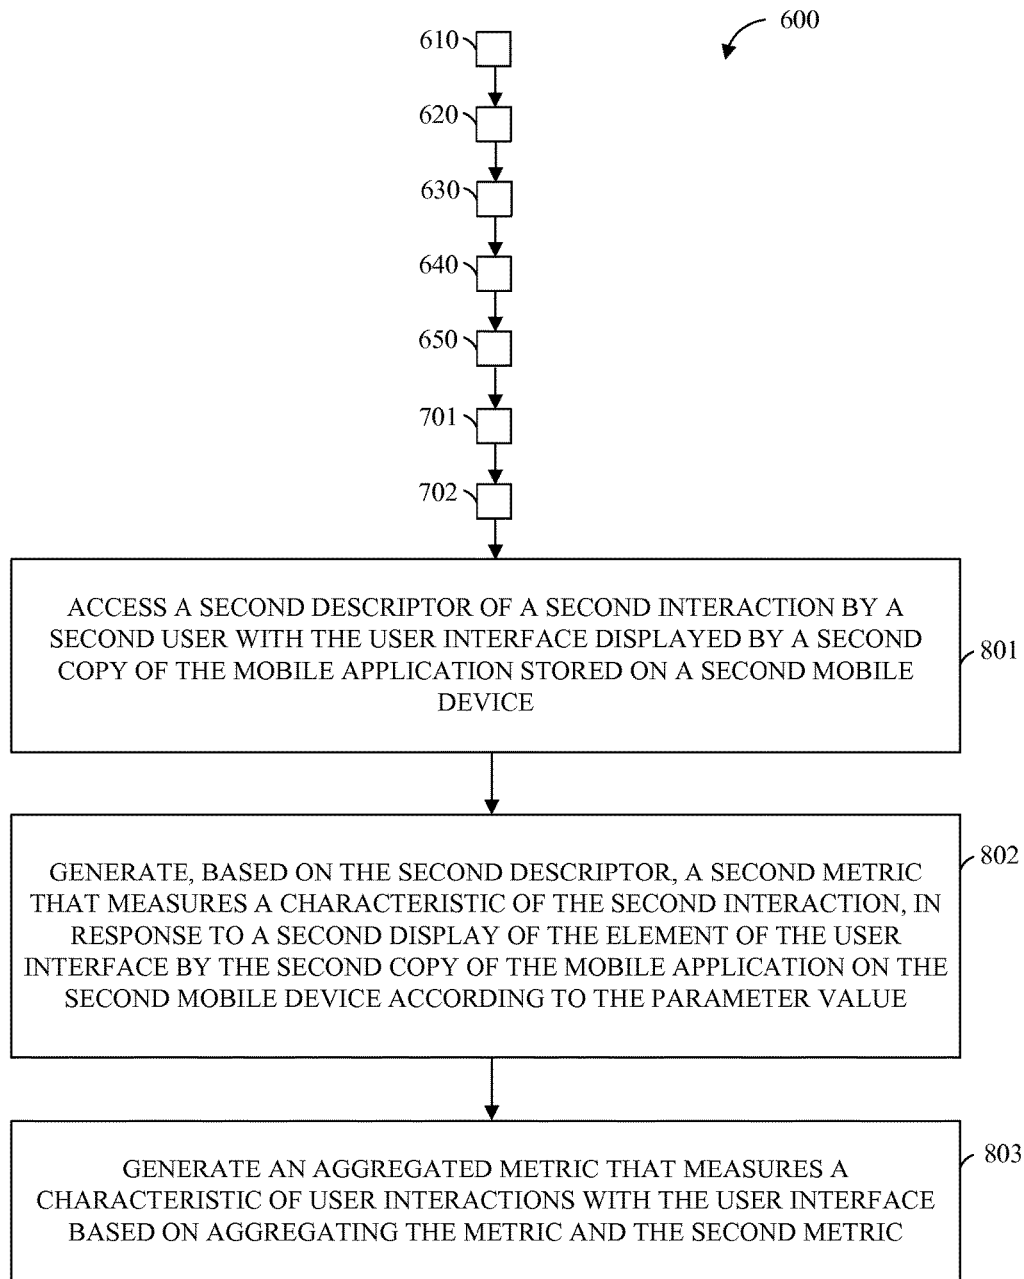 600
610
620
630
640
650
701
702
ACCESS A SECOND DESCRIPTOR OF A SECOND INTERACTION BY A
SECOND USER WITH THE USER INTERFACE DISPLAYED BY A SECOND
COPY OF THE MOBILE APPLICATION STORED ON A SECOND MOBILE
DEVICE
801
GENERATE, BASED ON THE SECOND DESCRIPTOR, A SECOND METRIC
THAT MEASURES A CHARACTERISTIC OF THE SECOND INTERACTION, IN
RESPONSE TO A SECOND DISPLAY OF THE ELEMENT OF THE USER
INTERFACE BY THE SECOND COPY OF THE MOBILE APPLICATION ON THE
SECOND MOBILE DEVICE ACCORDING TO THE PARAMETER VALUE
802
GENERATE AN AGGREGATED METRIC THAT MEASURES A
CHARACTERISTIC OF USER INTERACTIONS WITH THE USER INTERFACE
BASED ON AGGREGATING THE METRIC AND THE SECOND METRIC
803